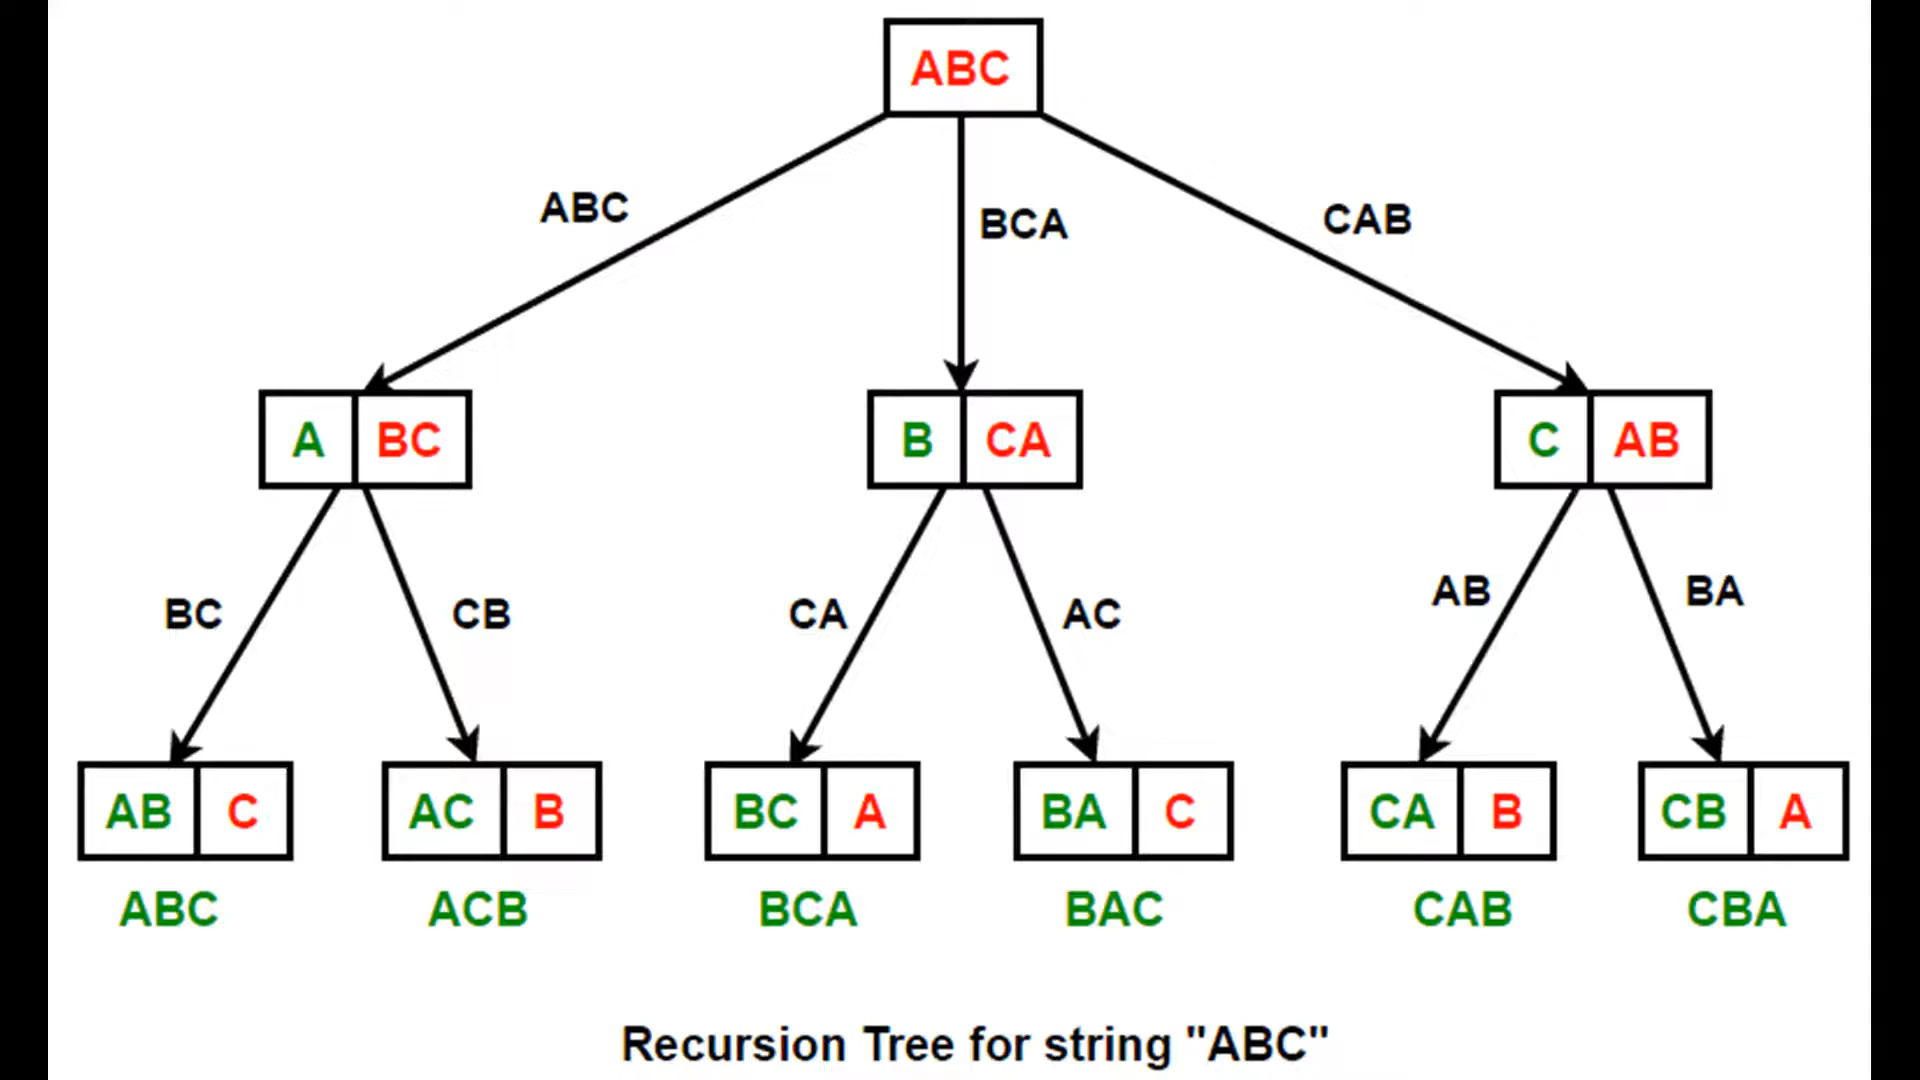 ABC
ABC BCA CAB
A BC B CA C AB
BC CB CA AC AB BA
AB C AC B BC A BA C CA B CB A
ABC ACB BCA BAC CAB CBA
Recursion Tree for string "ABC"